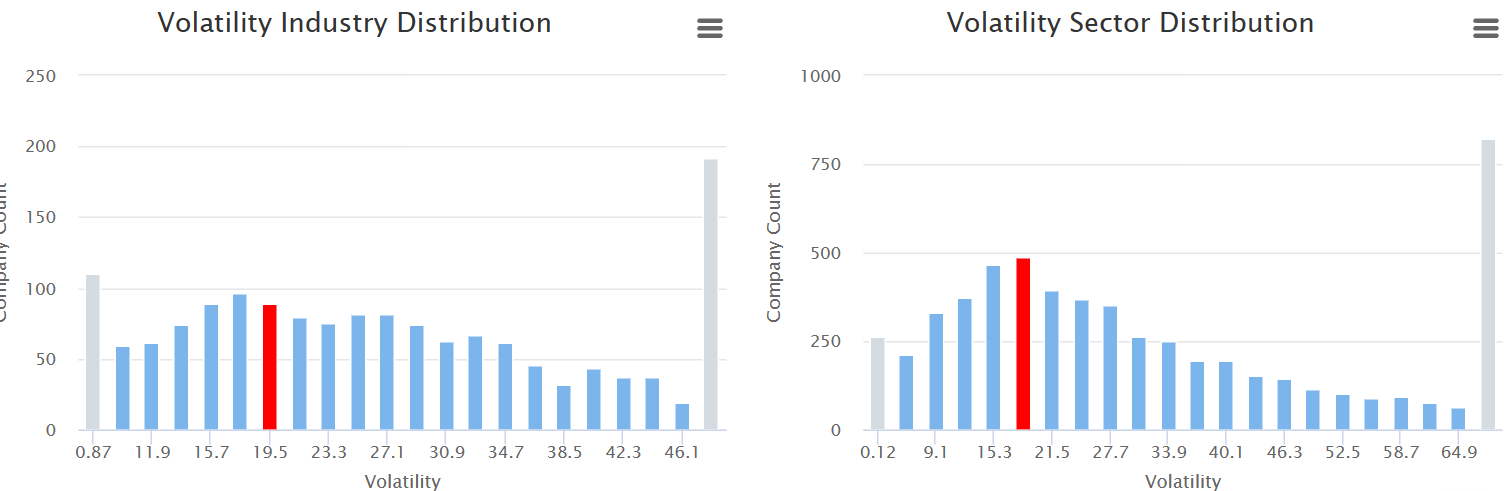 Volatility Industry Distribution
250
200
150
100
50
0
Company Count
0.87 11.9 15.7 19.5 23.3 27.1 30.9 34.7 38.5 42.3 46.1
Volatility
Volatility Sector Distribution
1000
750
500
250
0
Company Count
0.12 9.1 15.3 21.5 27.7 33.9 40.1 46.3 52.5 58.7 64.9
Volatility